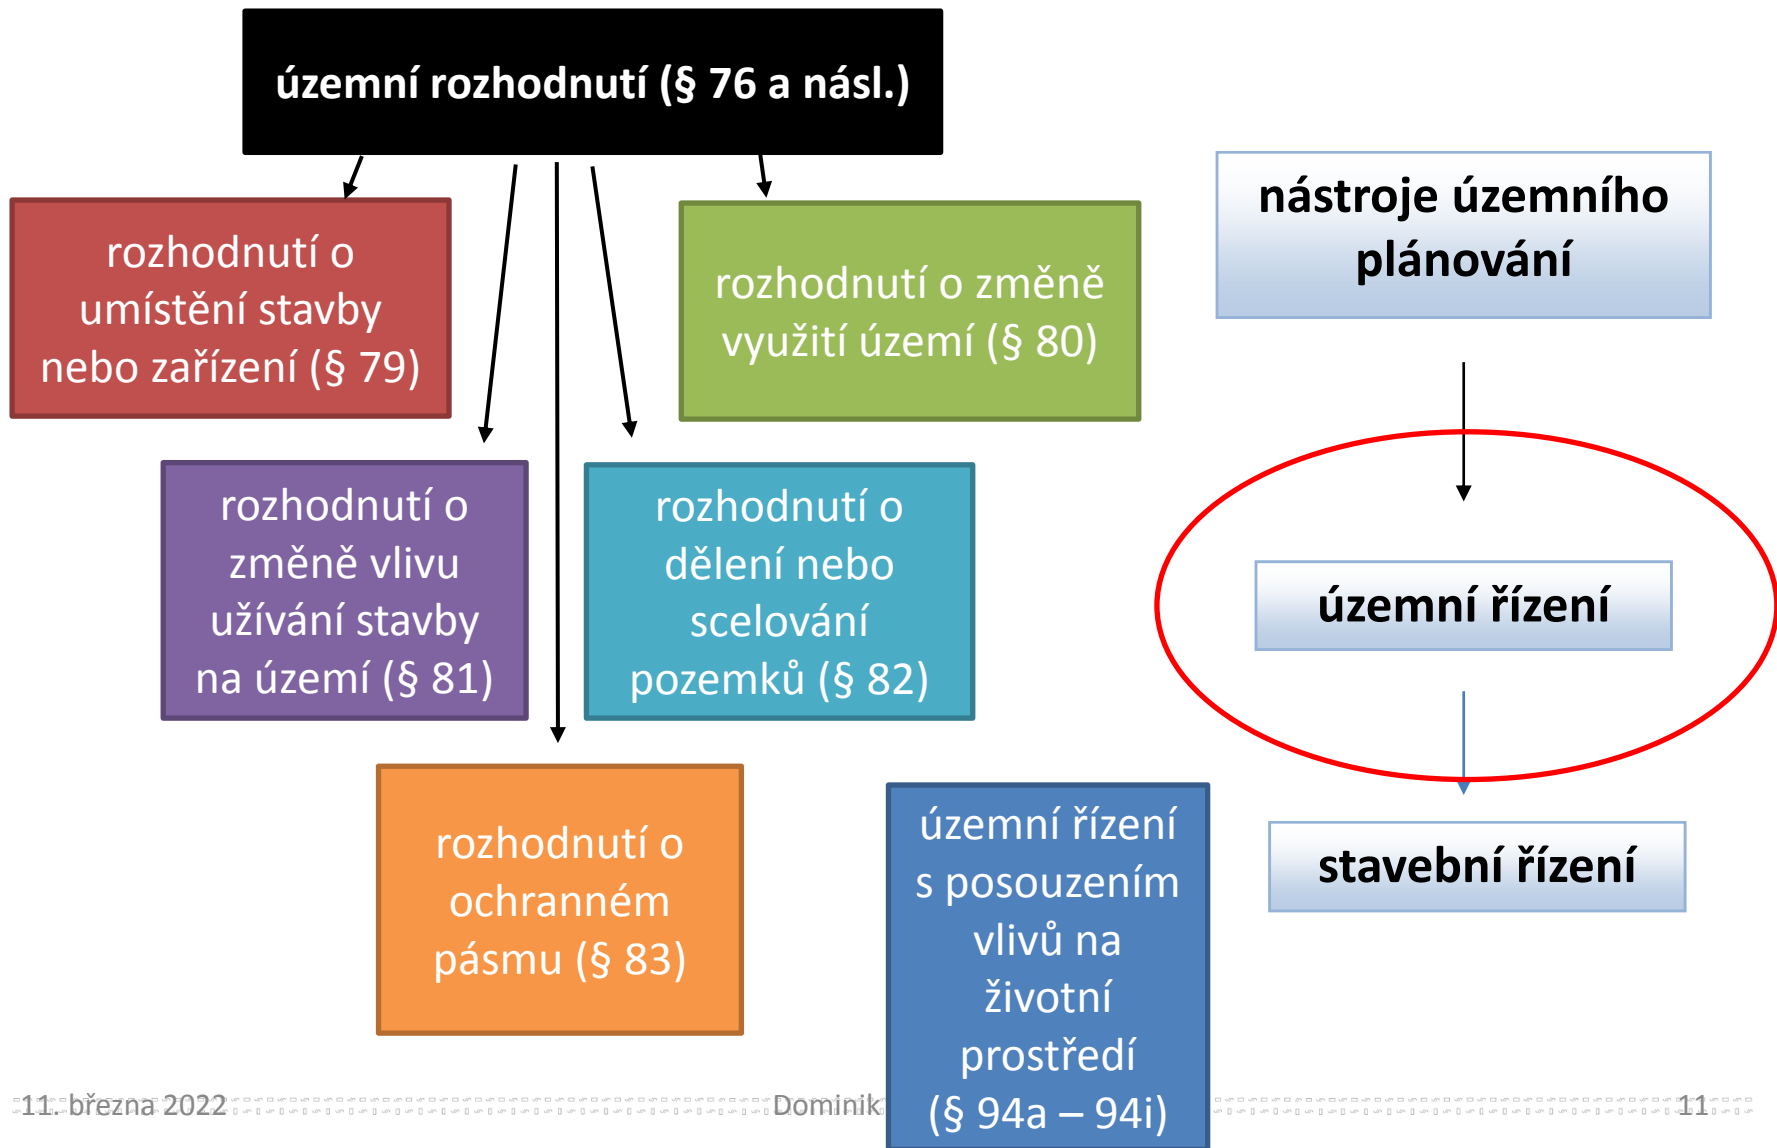 územní rozhodnutí (§ 76 a násl.)
rozhodnutí o
umístění stavby
nebo zařízení (§ 79)
rozhodnutí o změně
využití území (§ 80)
rozhodnutí o
změně vlivu
užívání stavby
na území (§ 81)
rozhodnutí o
dělení nebo
scelování
pozemků (§ 82)
rozhodnutí o
ochranném
pásmu (§ 83)
územní řízení
s posouzením
vlivů na
životní
prostředí
(§ 94a – 94i)
nástroje územního
plánování
územní řízení
stavební řízení
11. března 2022
Dominik
11